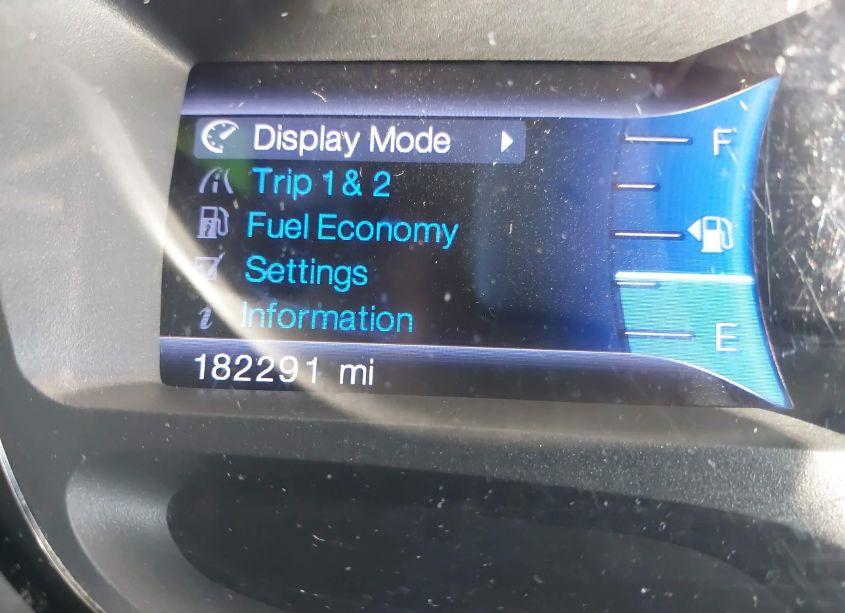 Display Mode
F
Trip 1 & 2
Fuel Economy
Settings
Information
E
182291 mi